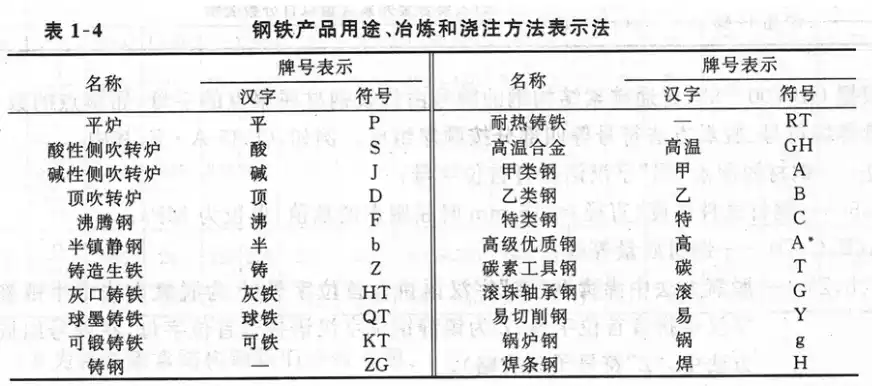 表 1-4 钢铁产品用途、冶炼和浇注方法表示法
名称 牌号表示 名称 牌号表示
汉字 符号 汉字 符号
平炉 平 P 耐热铸铁 — RT
酸性侧吹转炉 酸 S 高温合金 高温 GH
碱性侧吹转炉 碱 J 甲类钢 甲 A
顶吹转炉 顶 D 乙类钢 乙 B
沸腾钢 沸 F 特类钢 特 C
半镇静钢 半 b 高级优质钢 高 A*
铸造生铁 铸 Z 碳素工具钢 碳 T
灰口铸铁 灰铁 HT 滚珠轴承钢 滚 G
球墨铸铁 球铁 QT 易切削钢 易 Y
可锻铸铁 可铁 KT 锅炉钢 锅 g
铸钢 — ZG 焊条钢 焊 H